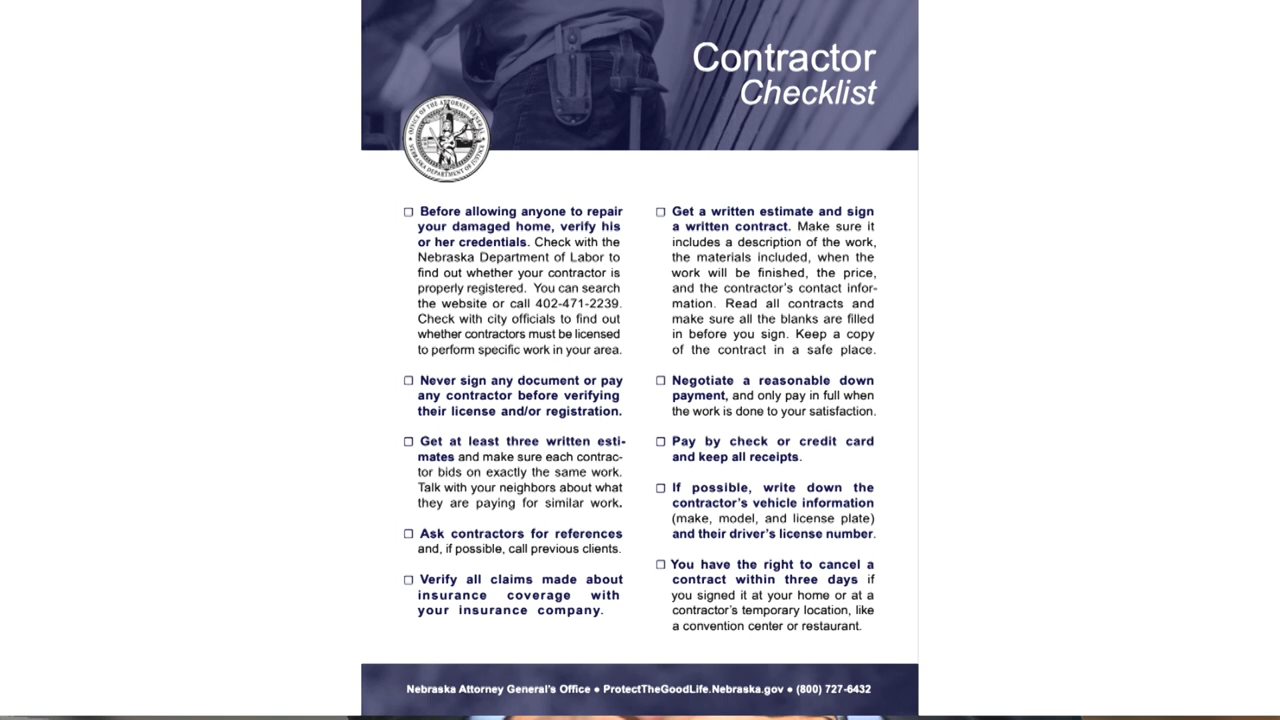 Contractor
Checklist
OFFICE OF THE ATTORNEY GENERAL
NEBRASKA DEPARTMENT OF JUSTICE
☐ Before allowing anyone to repair
your damaged home, verify his
or her credentials. Check with the
Nebraska Department of Labor to
find out whether your contractor is
properly registered. You can search
the website or call 402-471-2239.
Check with city officials to find out
whether contractors must be licensed
to perform specific work in your area.
☐ Never sign any document or pay
any contractor before verifying
their license and/or registration.
☐ Get at least three written esti-
mates and make sure each contrac-
tor bids on exactly the same work.
Talk with your neighbors about what
they are paying for similar work.
☐ Ask contractors for references
and, if possible, call previous clients.
☐ Verify all claims made about
insurance coverage with
your insurance company.
☐ Get a written estimate and sign
a written contract. Make sure it
includes a description of the work,
the materials included, when the
work will be finished, the price,
and the contractor's contact infor-
mation. Read all contracts and
make sure all the blanks are filled
in before you sign. Keep a copy
of the contract in a safe place.
☐ Negotiate a reasonable down
payment, and only pay in full when
the work is done to your satisfaction.
☐ Pay by check or credit card
and keep all receipts.
☐ If possible, write down the
contractor's vehicle information
(make, model, and license plate)
and their driver's license number.
☐ You have the right to cancel a
contract within three days if
you signed it at your home or at a
contractor's temporary location, like
a convention center or restaurant.
Nebraska Attorney General's Office ● ProtectTheGoodLife.Nebraska.gov ● (800) 727-6432